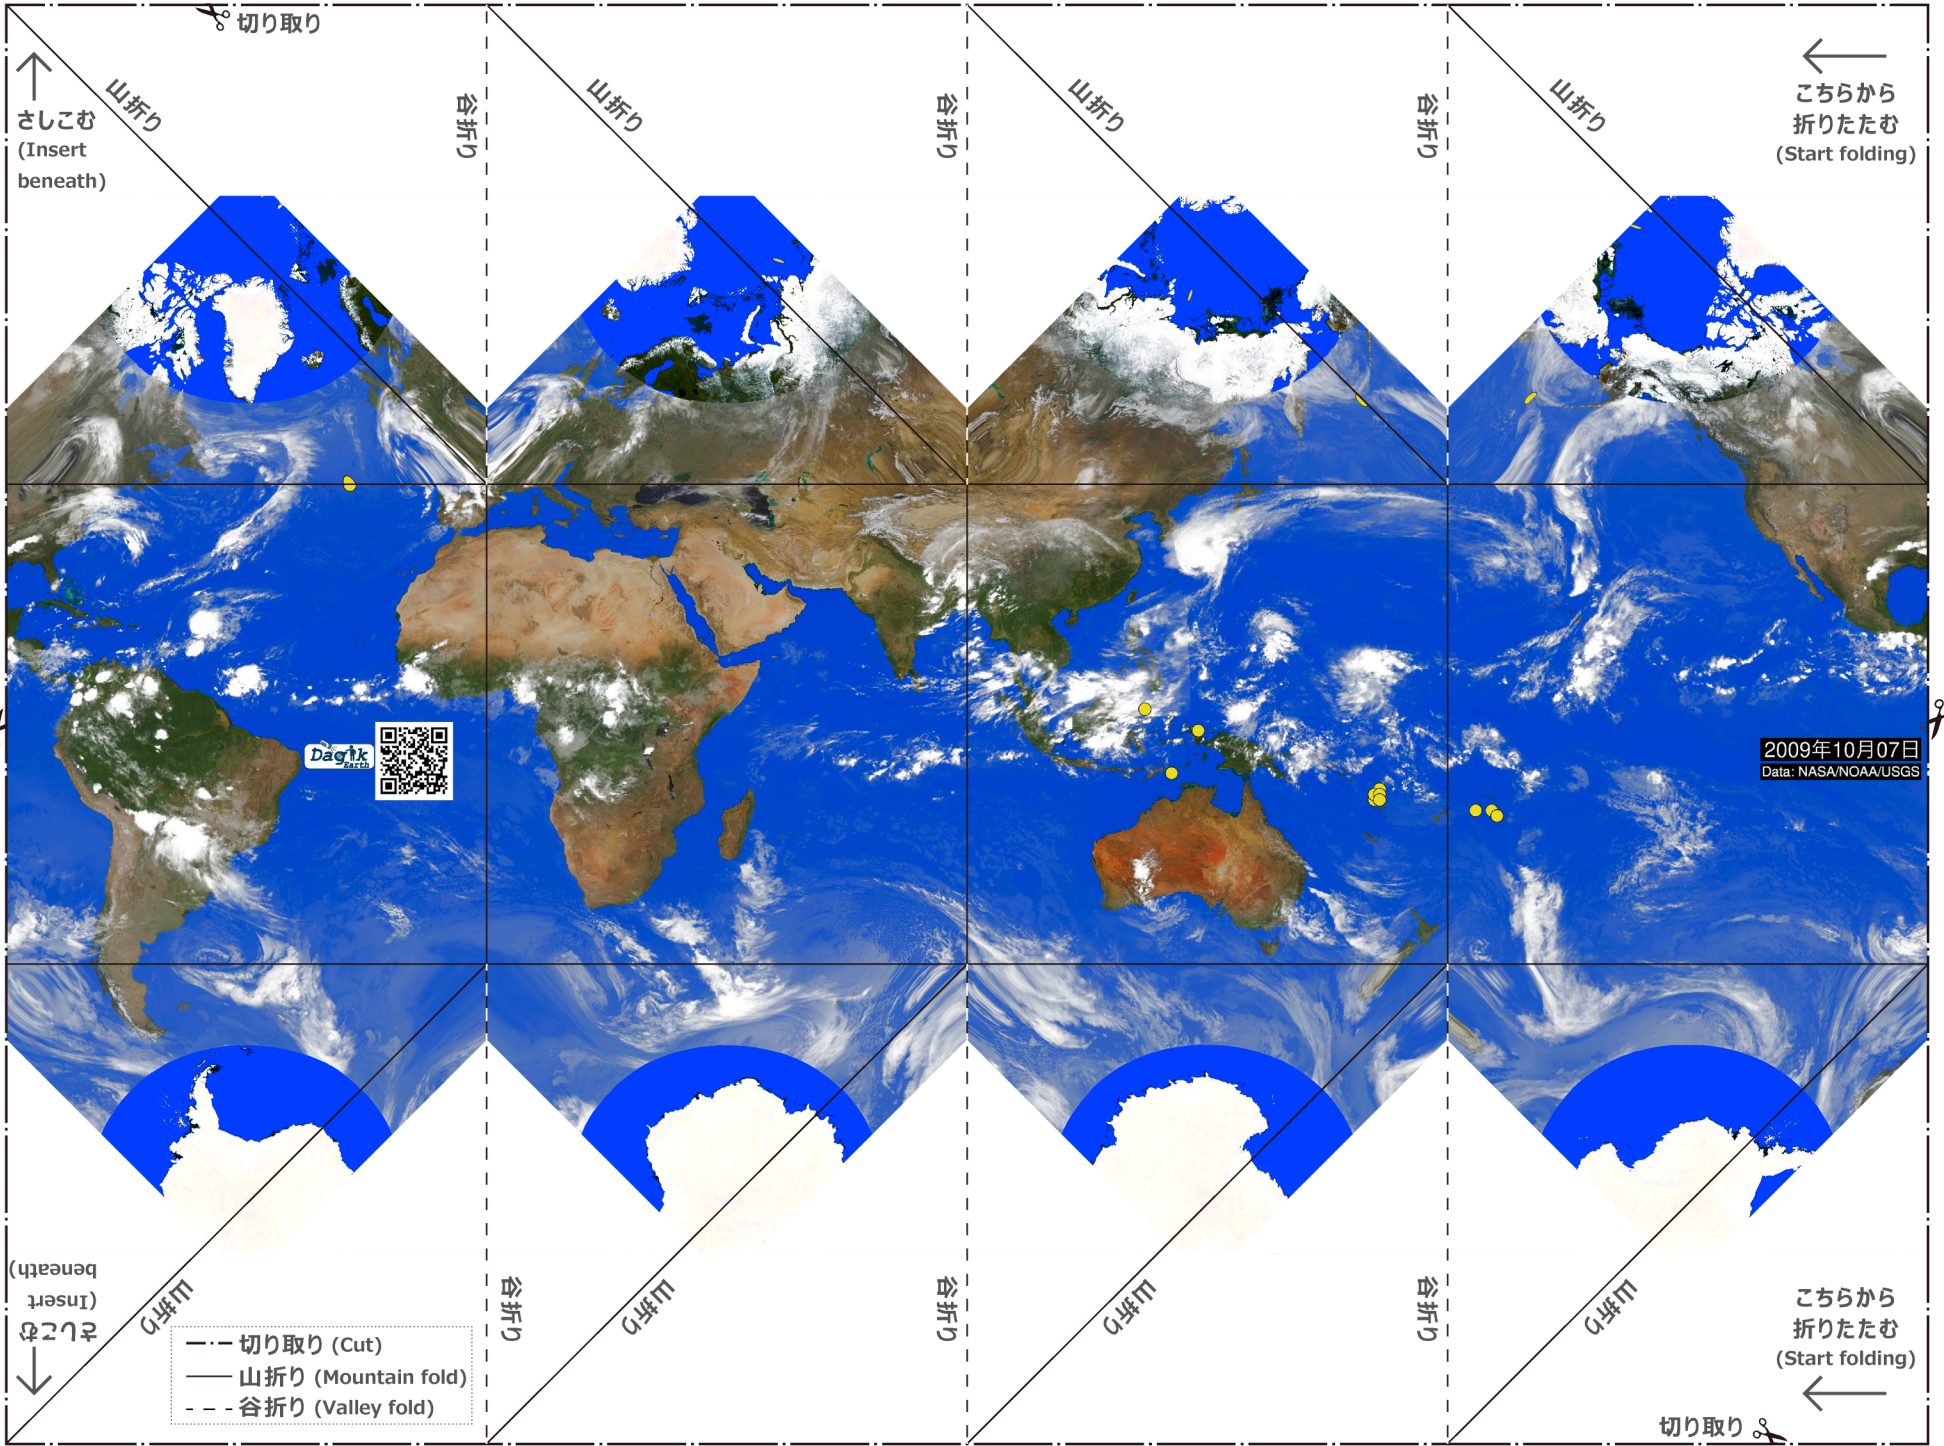 切り取り
山折り
谷折り
山折り
谷折り
山折り
谷折り
山折り
さしこむ
(Insert
beneath)
こちらから
折りたたむ
(Start folding)
Dagik
Earth
2009年10月07日
Data: NASA/NOAA/USGS
さしこむ
(Insert
beneath)
山折り
谷折り
山折り
谷折り
山折り
谷折り
山折り
こちらから
折りたたむ
(Start folding)
切り取り (Cut)
山折り (Mountain fold)
谷折り (Valley fold)
切り取り